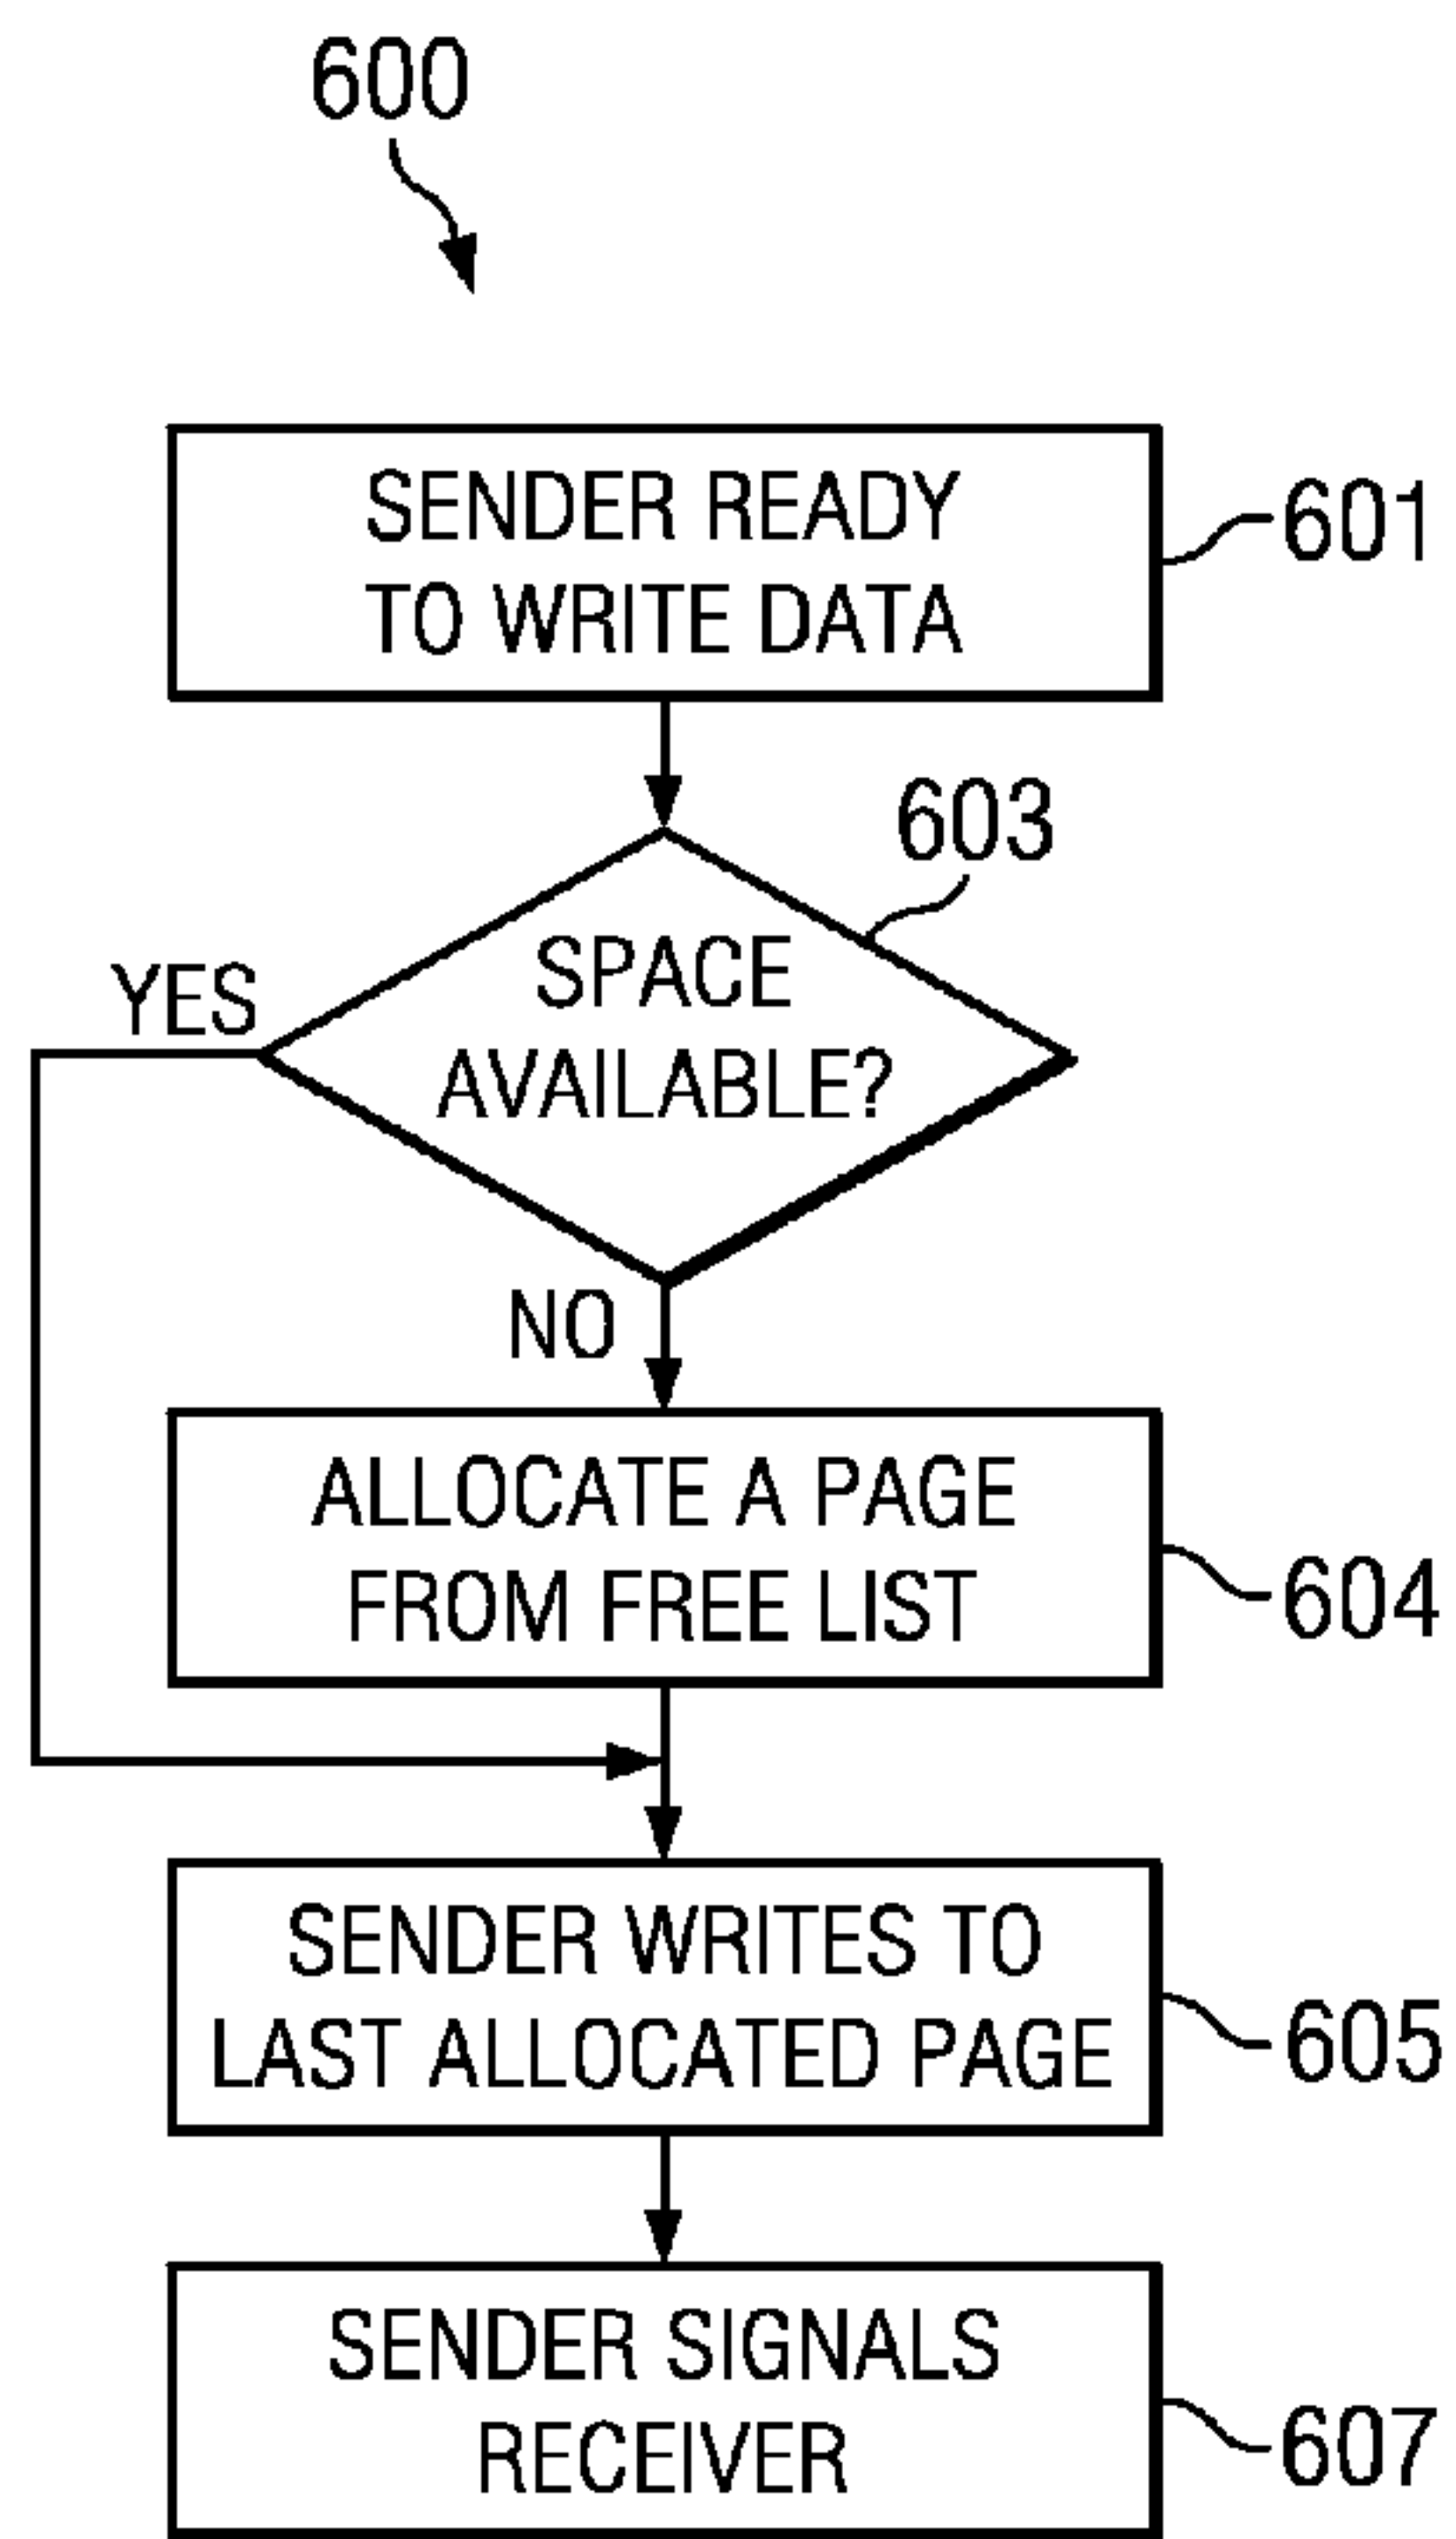 600
SENDER READY
TO WRITE DATA
601
603
SPACE
AVAILABLE?
YES
NO
ALLOCATE A PAGE
FROM FREE LIST
604
SENDER WRITES TO
LAST ALLOCATED PAGE
605
SENDER SIGNALS
RECEIVER
607